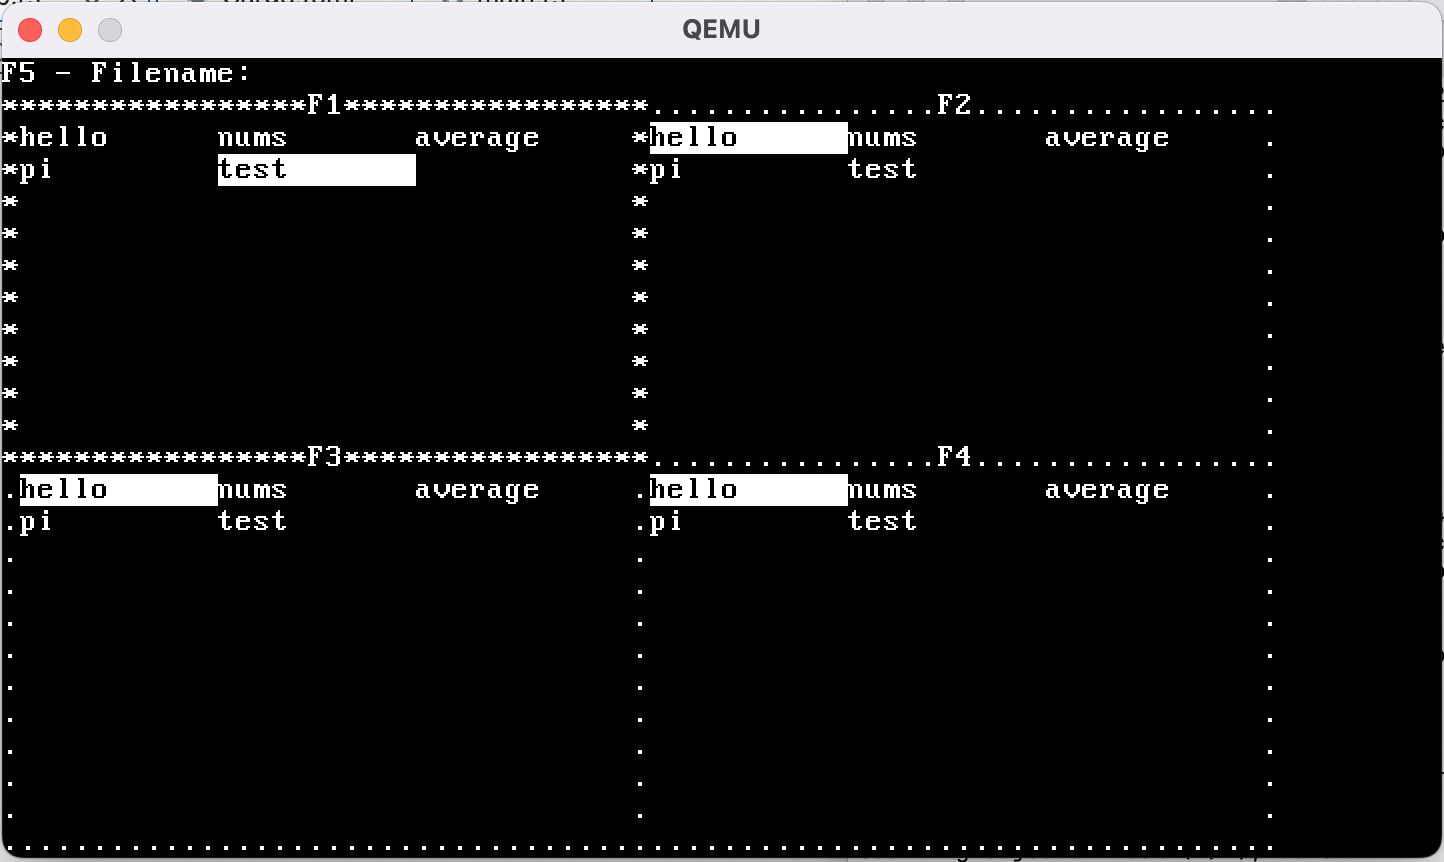 QEMU
F5 - Filename:
*****************F1*****************................F2.................
*hello      nums       average     *hello      nums       average     .
*pi         test                   *pi         test                   .
*                                  *                                  .
*                                  *                                  .
*                                  *                                  .
*                                  *                                  .
*                                  *                                  .
*                                  *                                  .
*                                  *                                  .
*                                  *                                  .
*****************F3*****************................F4.................
.hello      nums       average     .hello      nums       average     .
.pi         test                   .pi         test                   .
.                                  .                                  .
.                                  .                                  .
.                                  .                                  .
.                                  .                                  .
.                                  .                                  .
.                                  .                                  .
.                                  .                                  .
.                                  .                                  .
.                                  .                                  .
.......................................................................